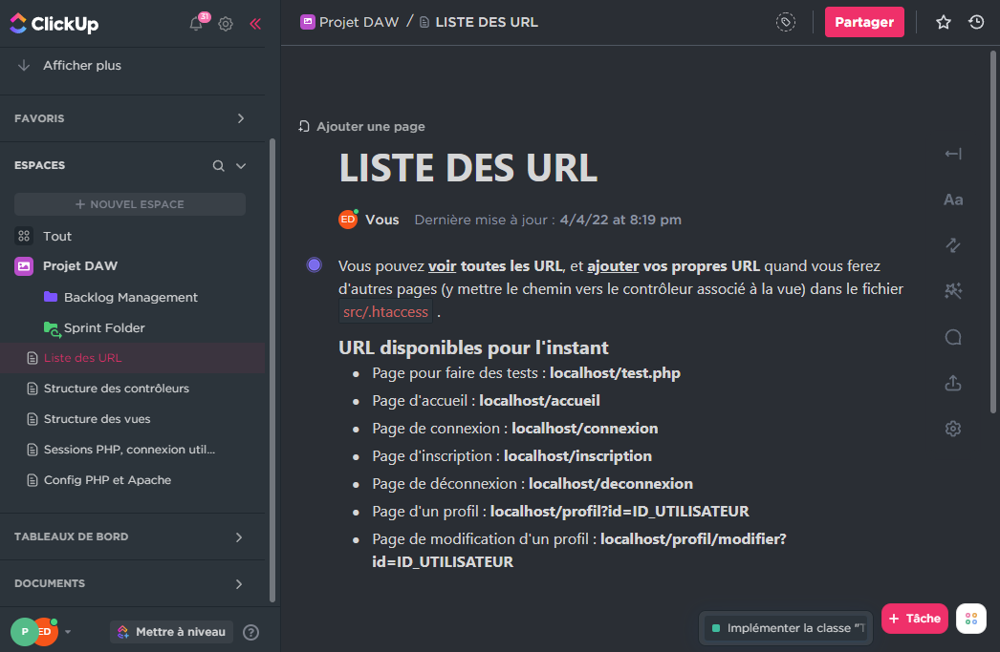 ClickUp
31
Afficher plus
FAVORIS
ESPACES
+ NOUVEL ESPACE
Tout
Projet DAW
Backlog Management
Sprint Folder
Liste des URL
Structure des contrôleurs
Structure des vues
Sessions PHP, connexion util...
Config PHP et Apache
TABLEAUX DE BORD
DOCUMENTS
P
ED
Mettre à niveau
?
Projet DAW / LISTE DES URL
Partager
Ajouter une page
LISTE DES URL
ED Vous Dernière mise à jour : 4/4/22 at 8:19 pm
Vous pouvez voir toutes les URL, et ajouter vos propres URL quand vous ferez
d'autres pages (y mettre le chemin vers le contrôleur associé à la vue) dans le fichier
src/.htaccess .
URL disponibles pour l'instant
• Page pour faire des tests : localhost/test.php
• Page d'accueil : localhost/accueil
• Page de connexion : localhost/connexion
• Page d'inscription : localhost/inscription
• Page de déconnexion : localhost/deconnexion
• Page d'un profil : localhost/profil?id=ID_UTILISATEUR
• Page de modification d'un profil : localhost/profil/modifier?
id=ID_UTILISATEUR
Aa
Implémenter la classe "T
+ Tâche